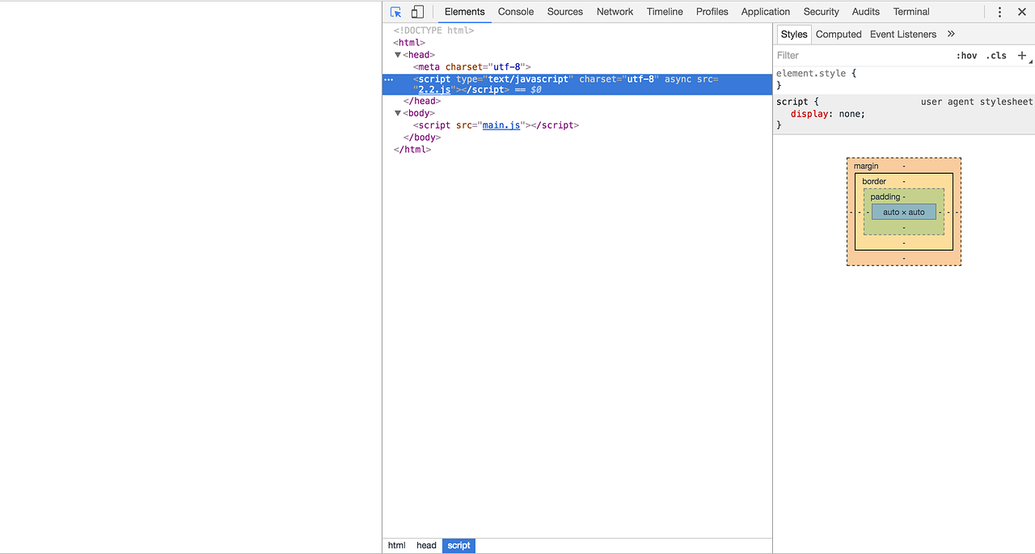 Elements Console Sources Network Timeline Profiles Application Security Audits Terminal
<!DOCTYPE html>
<html>
▼<head>
<meta charset="utf-8">
<script type="text/javascript" charset="utf-8" async src=
"2.2.js"></script> == $0
</head>
▼<body>
<script src="main.js"></script>
</body>
</html>
html head script
Styles Computed Event Listeners »
Filter :hov .cls +
element.style {
}
script { user agent stylesheet
display: none;
}
margin -
border -
padding -
- - - auto × auto - - -
-
-
-